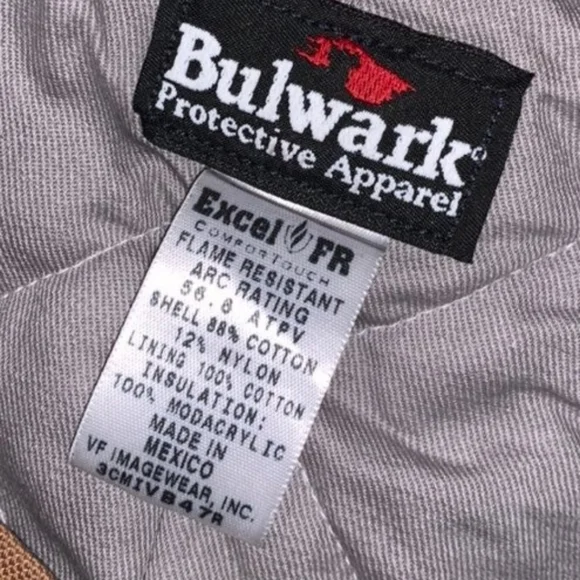 Bulwark®
Protective Apparel
Excel FR
COMFORTOUCH
FLAME RESISTANT
ARC RATING
56.6 ATPV
SHELL 88% COTTON
12% NYLON
LINING 100% COTTON
INSULATION:
100% MODACRYLIC
MADE IN
MEXICO
VF IMAGEWEAR, INC.
3CMIVB47R